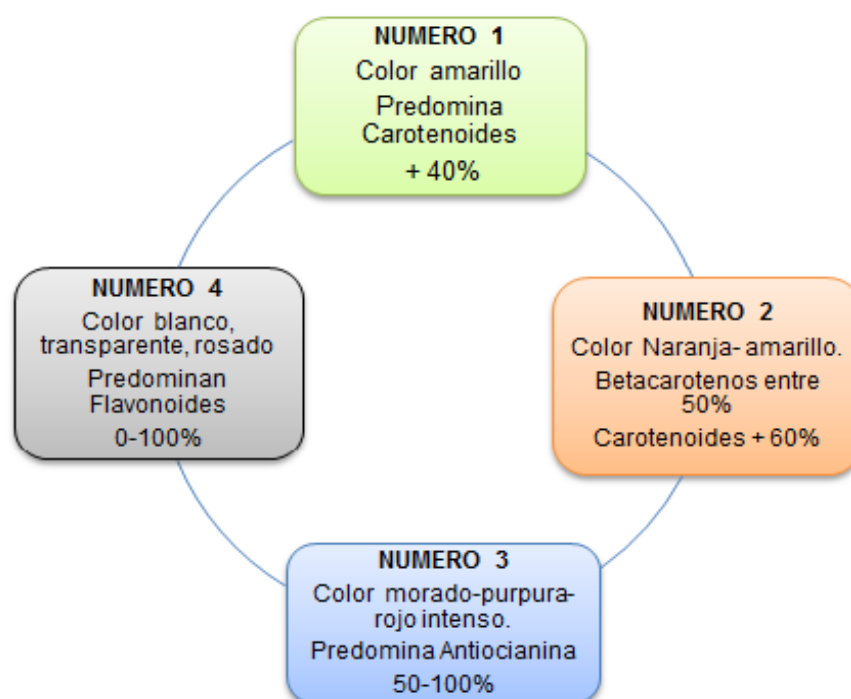 NUMERO 1
Color amarillo
Predomina
Carotenoides
+ 40%
NUMERO 2
Color Naranja- amarillo.
Betacarotenos entre
50%
Carotenoides + 60%
NUMERO 3
Color morado-purpura-
rojo intenso.
Predomina Antiocianina
50-100%
NUMERO 4
Color blanco,
transparente, rosado
Predominan
Flavonoides
0-100%